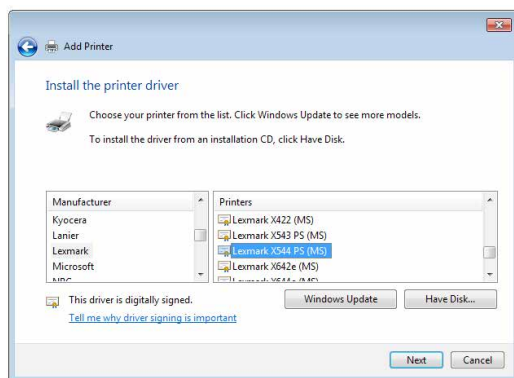 Add Printer
Install the printer driver
Choose your printer from the list. Click Windows Update to see more models.
To install the driver from an installation CD, click Have Disk.
Manufacturer
Kyocera
Lanier
Lexmark
Microsoft
Printers
Lexmark X422 (MS)
Lexmark X543 PS (MS)
Lexmark X544 PS (MS)
Lexmark X642e (MS)
This driver is digitally signed.
Tell me why driver signing is important
Windows Update
Have Disk...
Next
Cancel